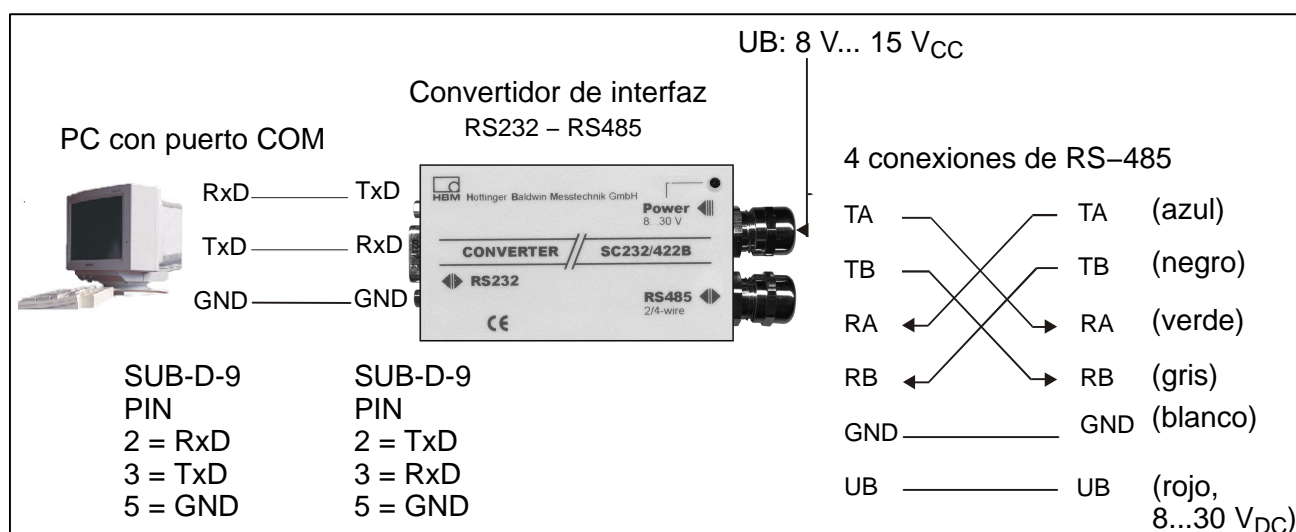 UB: 8 V... 15 VCC
Convertidor de interfaz
RS232 – RS485
PC con puerto COM
4 conexiones de RS–485
RxD TxD
TxD RxD
GND GND
HBM Hottinger Baldwin Messtechnik GmbH
Power
8...30 V
CONVERTER SC232/422B
RS232
RS485
2/4-wire
CE
TA TA (azul)
TB TB (negro)
RA RA (verde)
RB RB (gris)
GND GND (blanco)
UB UB (rojo,
8...30 VDC)
SUB-D-9 SUB-D-9
PIN PIN
2 = RxD 2 = TxD
3 = TxD 3 = RxD
5 = GND 5 = GND